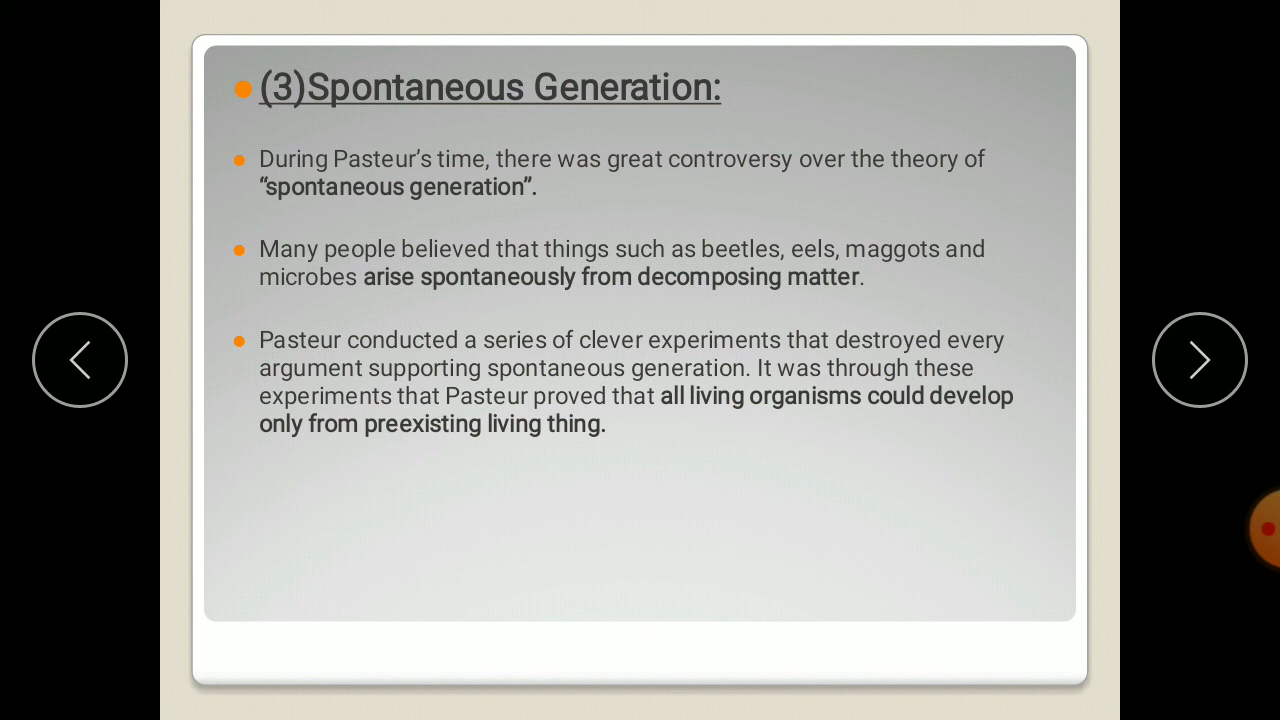 (3)Spontaneous Generation:
During Pasteur’s time, there was great controversy over the theory of
“spontaneous generation”.
Many people believed that things such as beetles, eels, maggots and
microbes arise spontaneously from decomposing matter.
Pasteur conducted a series of clever experiments that destroyed every
argument supporting spontaneous generation. It was through these
experiments that Pasteur proved that all living organisms could develop
only from preexisting living thing.